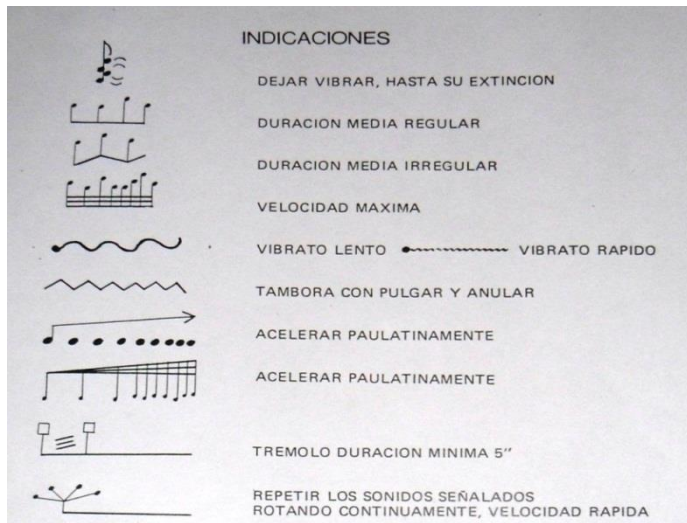 INDICACIONES
DEJAR VIBRAR, HASTA SU EXTINCION
DURACION MEDIA REGULAR
DURACION MEDIA IRREGULAR
VELOCIDAD MAXIMA
VIBRATO LENTO VIBRATO RAPIDO
TAMBORA CON PULGAR Y ANULAR
ACELERAR PAULATINAMENTE
ACELERAR PAULATINAMENTE
TREMOLO DURACION MINIMA 5"
REPETIR LOS SONIDOS SEÑALADOS
ROTANDO CONTINUAMENTE, VELOCIDAD RAPIDA